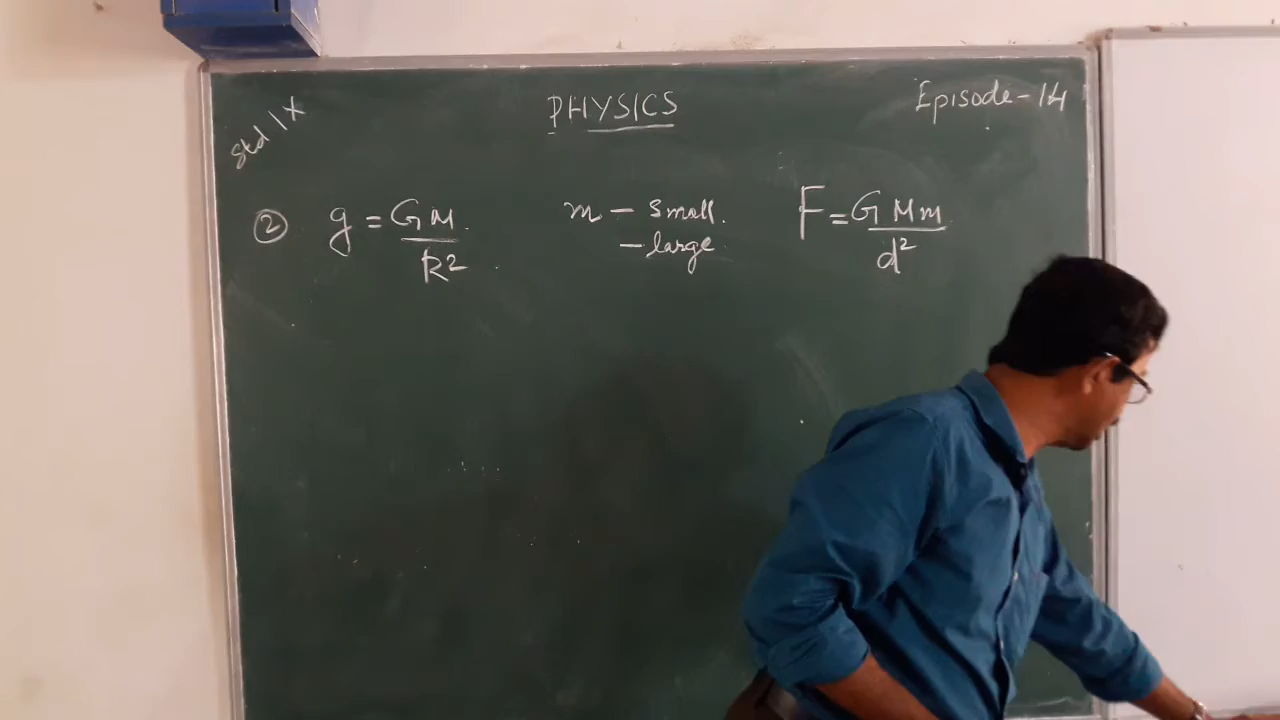 Std IX
PHYSICS
Episode-14
② g = GM/R²
m - small.
- large
F = G Mm/d²